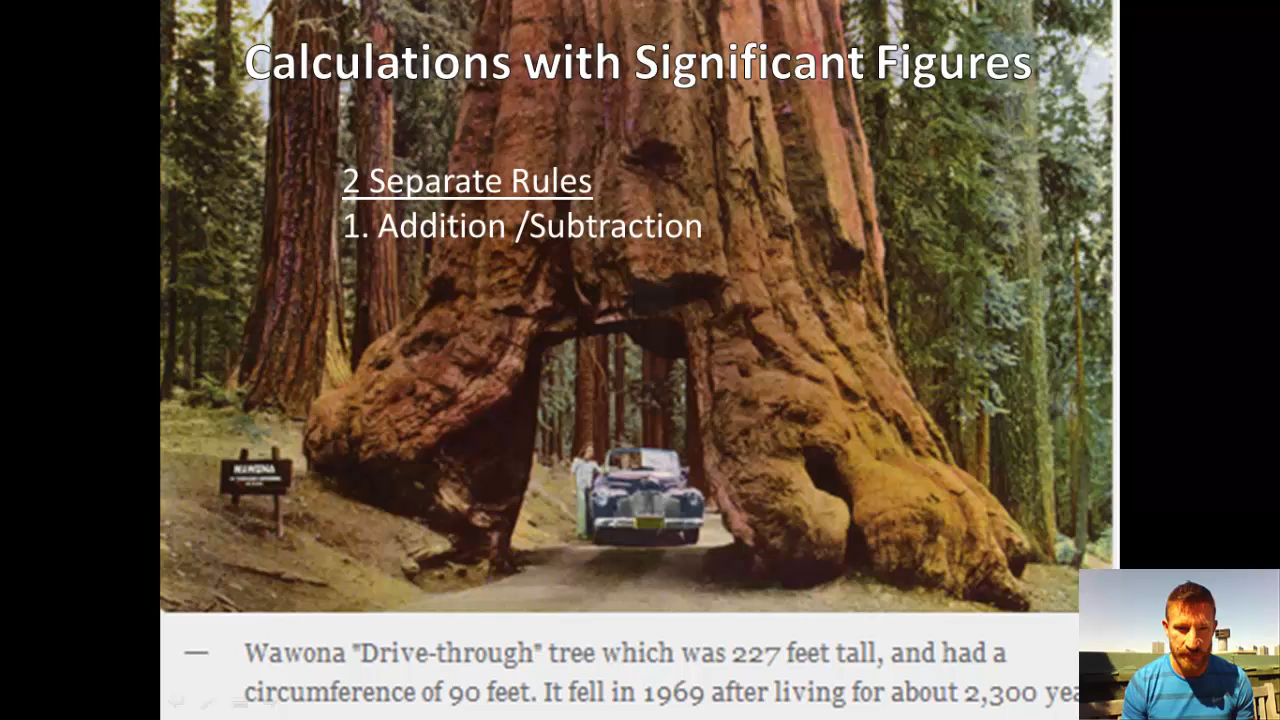 Calculations with Significant Figures
2 Separate Rules
1. Addition /Subtraction
WAWONA
Wawona "Drive-through" tree which was 227 feet tall, and had a
circumference of 90 feet. It fell in 1969 after living for about 2,300